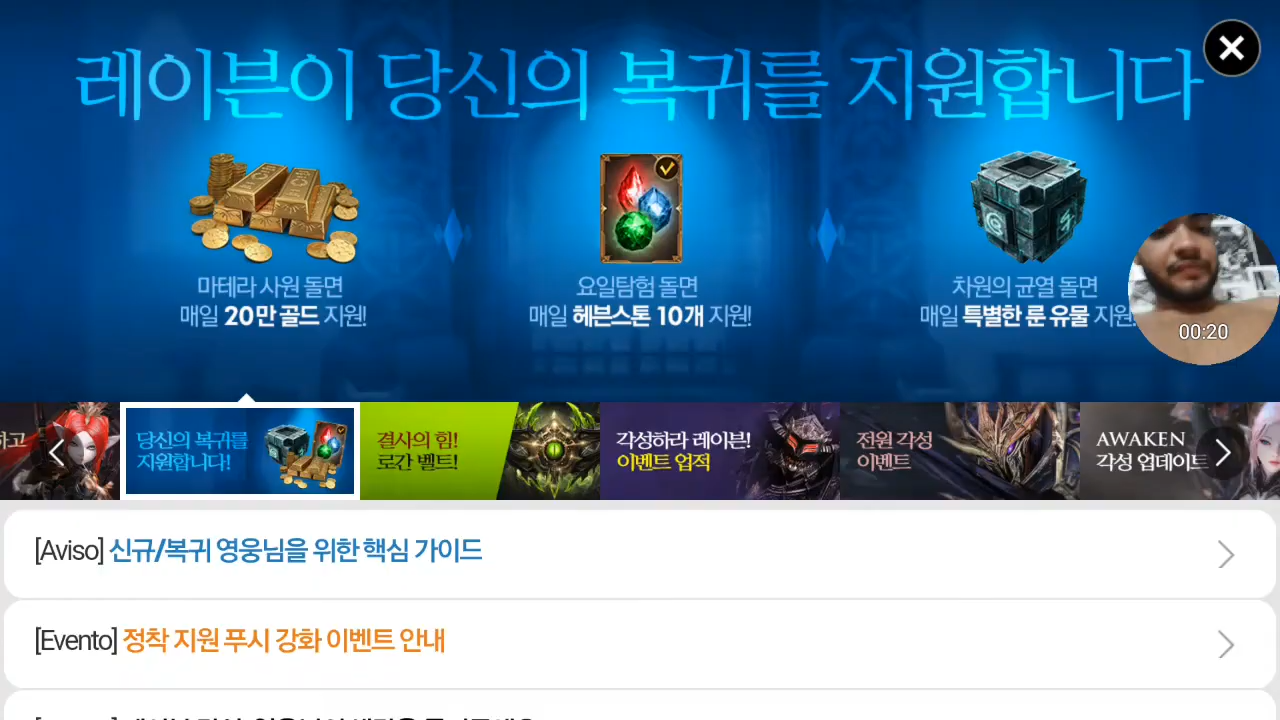 레이븐이 당신의 복귀를 지원합니다
마테라 사원 돌면
매일 20만 골드 지원!
요일탐험 돌면
매일 헤븐스톤 10개 지원!
차원의 균열 돌면
매일 특별한 룬 유물 지원!
00:20
하고
당신의 복귀를
지원합니다!
결사의 힘!
로간 벨트!
각성하라 레이븐!
이벤트 업적
전원 각성
이벤트
AWAKEN
각성 업데이트
[Aviso] 신규/복귀 영웅님을 위한 핵심 가이드
[Evento] 정착 지원 푸시 강화 이벤트 안내